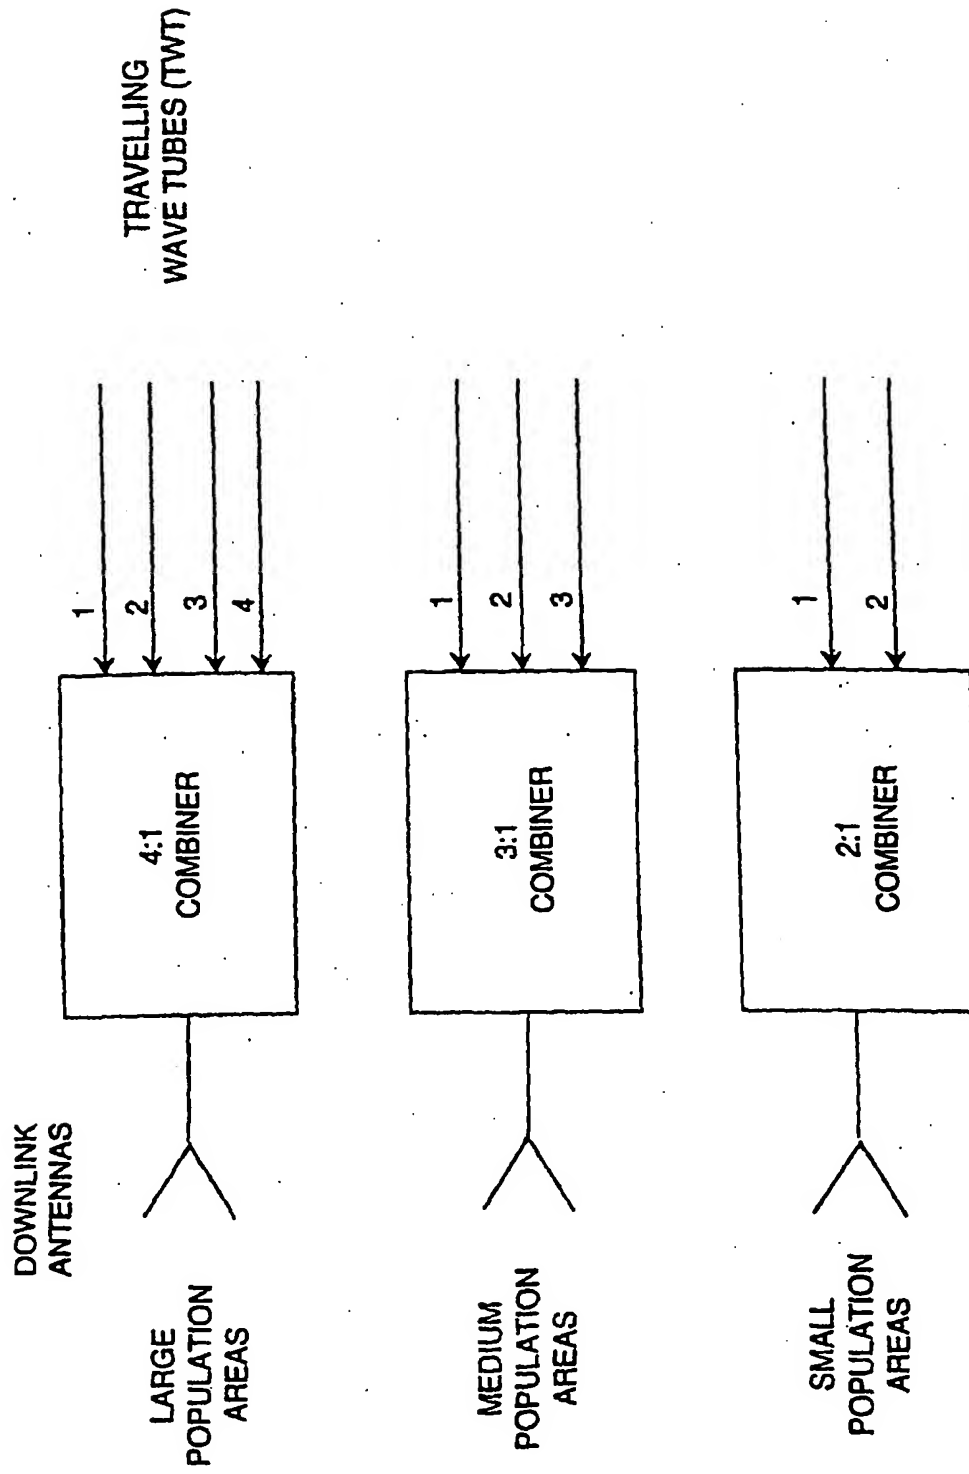 DOWNLINK
ANTENNAS
TRAVELLING
WAVE TUBES (TWT)
LARGE
POPULATION
AREAS
4:1
COMBINER
1
2
3
4
MEDIUM
POPULATION
AREAS
3:1
COMBINER
1
2
3
SMALL
POPULATION
AREAS
2:1
COMBINER
1
2